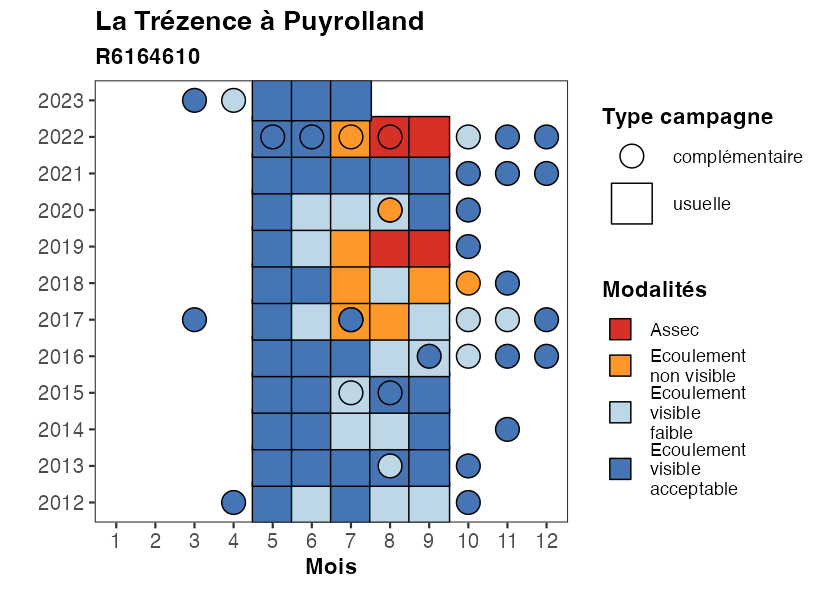 La Trézence à Puyrolland
R6164610
2023
2022
2021
2020
2019
2018
2017
2016
2015
2014
2013
2012
1 2 3 4 5 6 7 8 9 10 11 12
Mois
Type campagne
complémentaire
usuelle
Modalités
Assec
Ecoulement
non visible
Ecoulement
visible
faible
Ecoulement
visible
acceptable